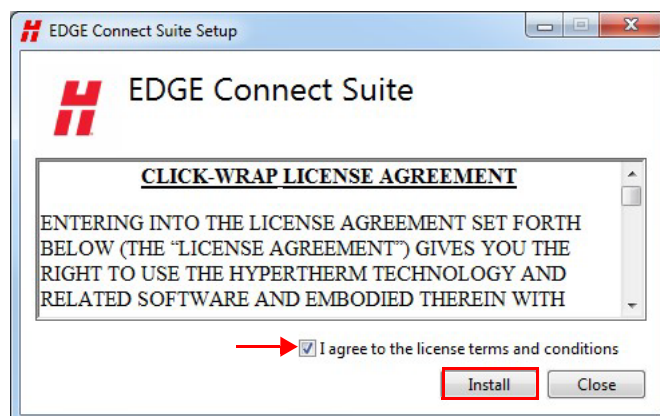 EDGE Connect Suite Setup
EDGE Connect Suite
CLICK-WRAP LICENSE AGREEMENT
ENTERING INTO THE LICENSE AGREEMENT SET FORTH
BELOW (THE “LICENSE AGREEMENT”) GIVES YOU THE
RIGHT TO USE THE HYPERTHERM TECHNOLOGY AND
RELATED SOFTWARE AND EMBODIED THEREIN WITH
I agree to the license terms and conditions
Install Close